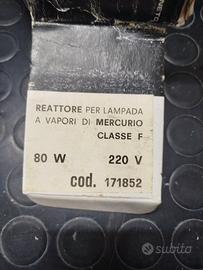 REATTORE PER LAMPADA
A VAPORI DI MERCURIO
CLASSE F
80 W 220 V
cod. 171852
subito